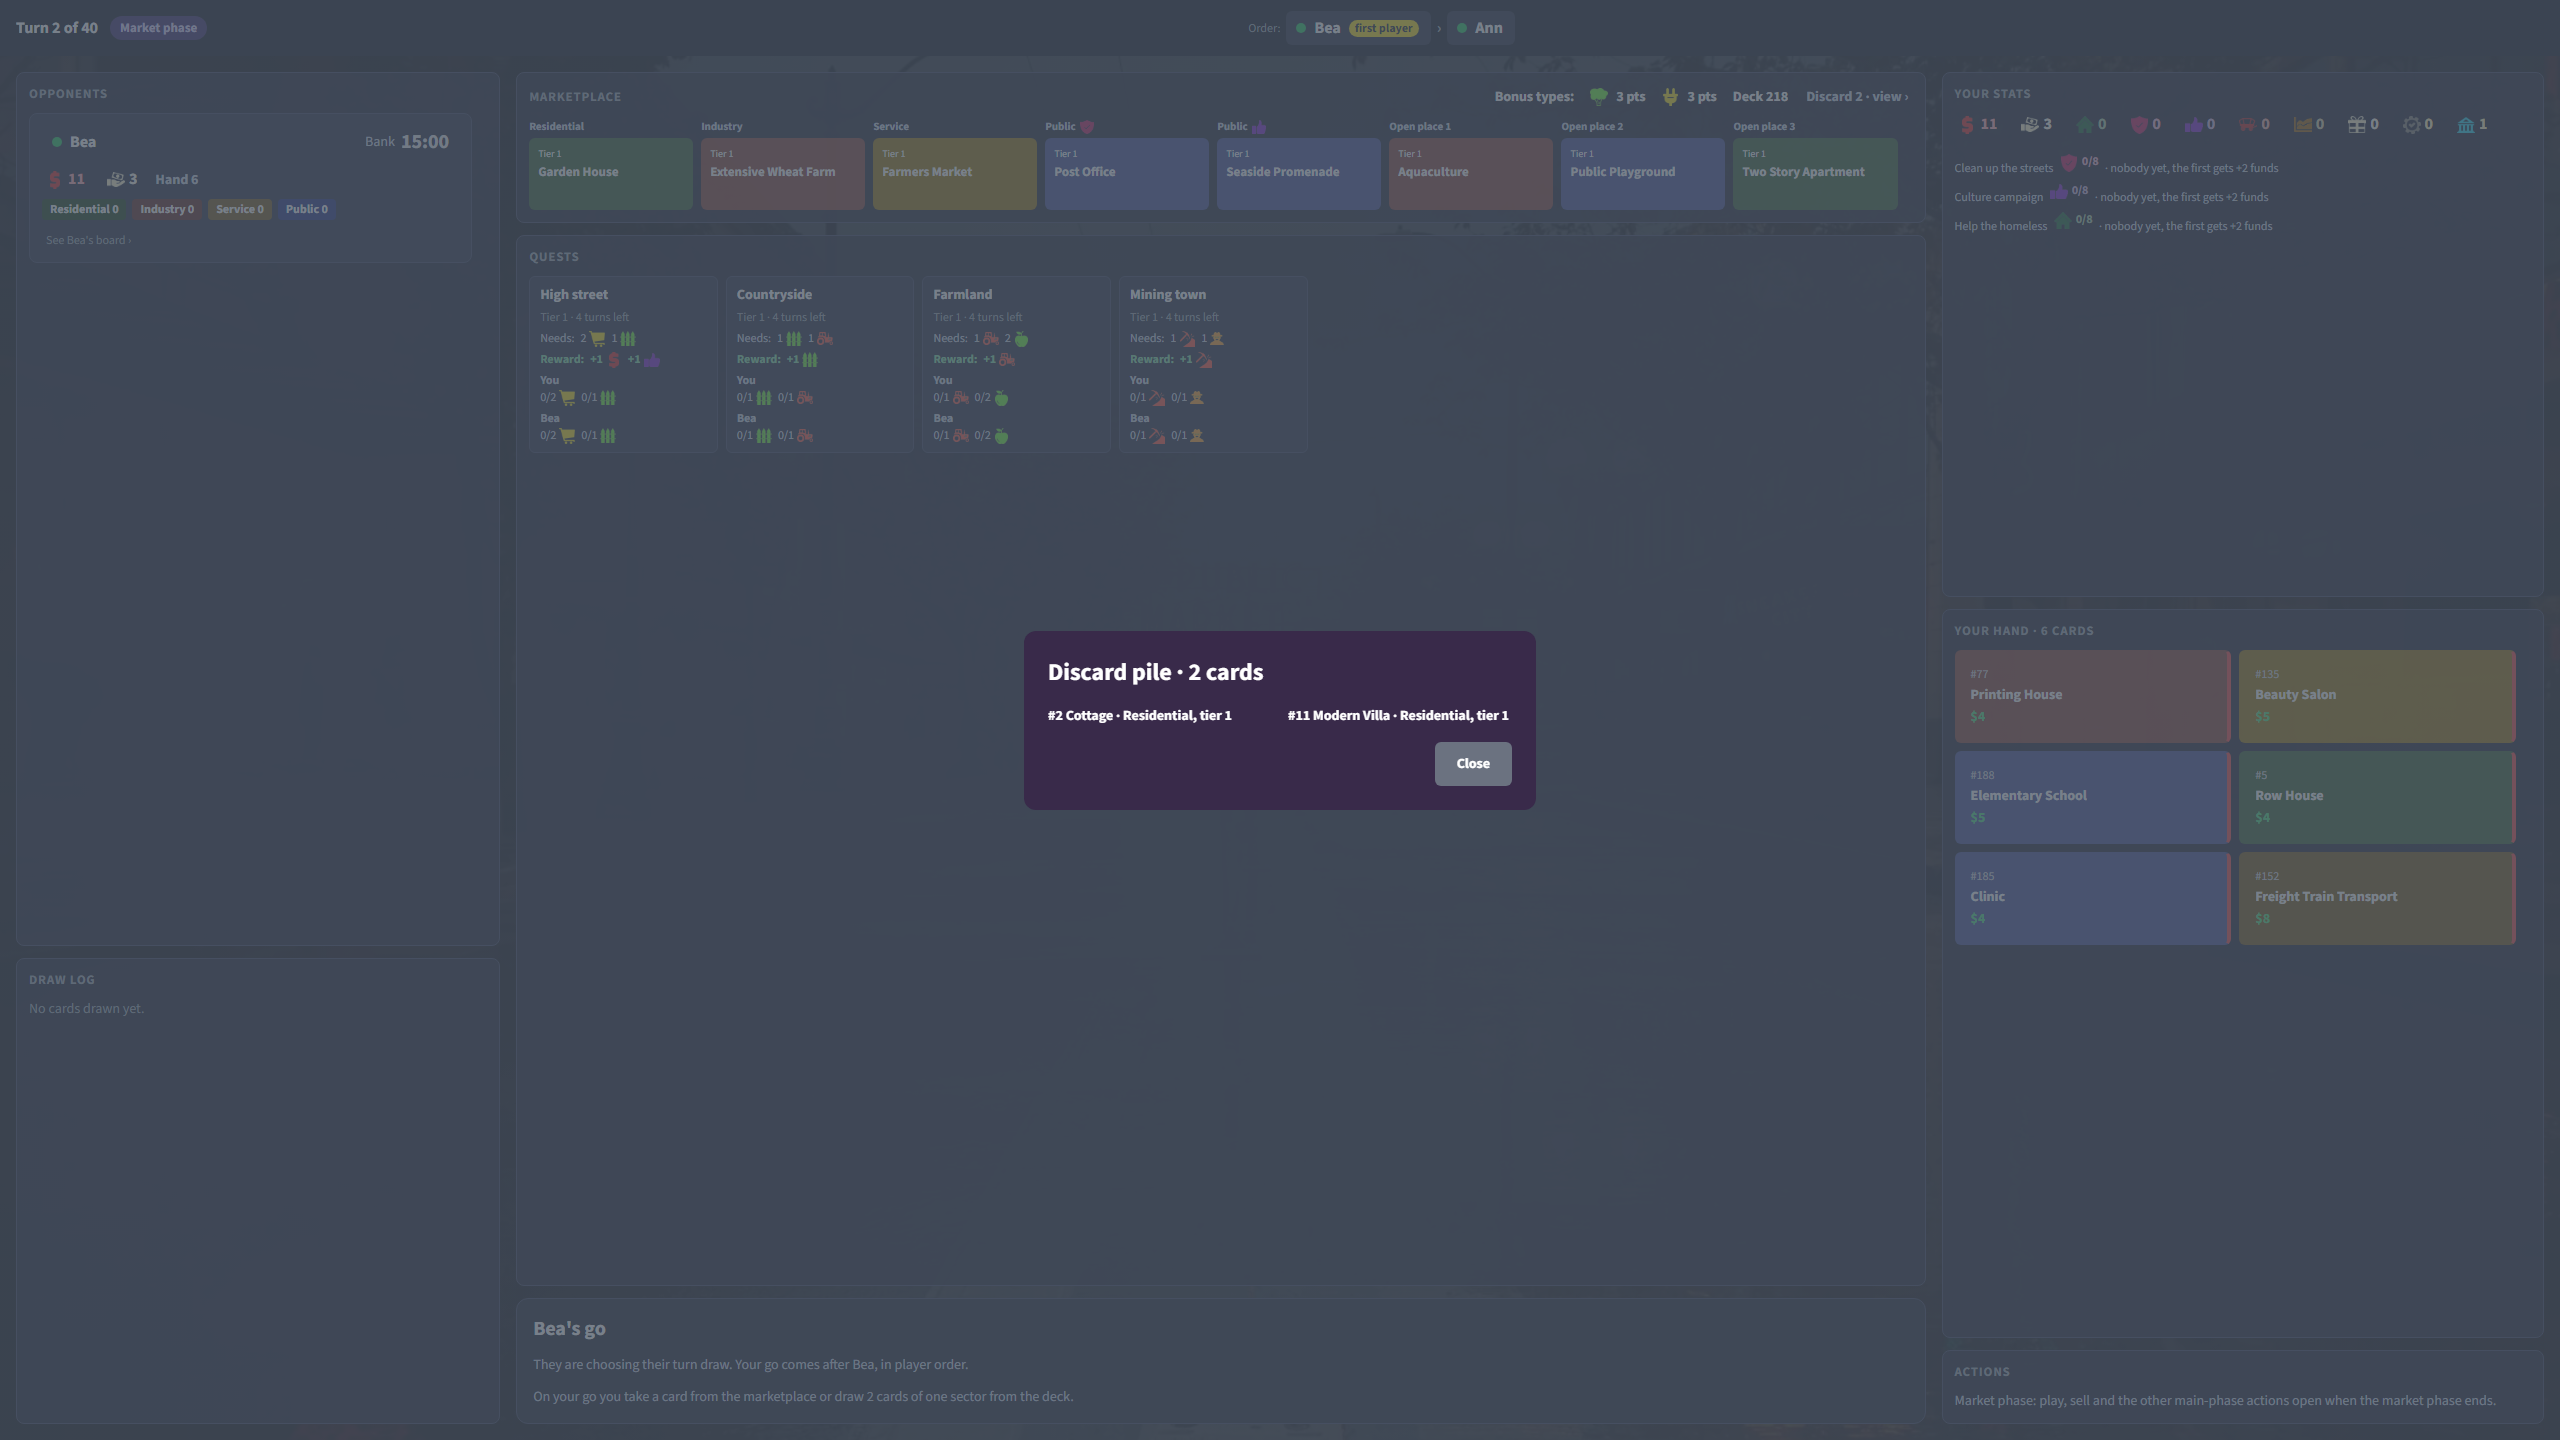 Turn 2 of 40 Market phase
Order: Bea first player › Ann
OPPONENTS
Bea Bank 15:00
11 3 Hand 6
Residential 0 Industry 0 Service 0 Public 0
See Bea's board ›
DRAW LOG
No cards drawn yet.
MARKETPLACE Bonus types: 3 pts 3 pts Deck 218 Discard 2 · view ›
Residential Industry Service Public Public Open place 1 Open place 2 Open place 3
Tier 1 Tier 1 Tier 1 Tier 1 Tier 1 Tier 1 Tier 1 Tier 1
Garden House Extensive Wheat Farm Farmers Market Post Office Seaside Promenade Aquaculture Public Playground Two Story Apartment
QUESTS
High street
Tier 1 · 4 turns left
Needs: 2 1
Reward: +1 $ +1
You
0/2 0/1
Bea
0/2 0/1
Countryside
Tier 1 · 4 turns left
Needs: 1 1
Reward: +1
You
0/1 0/1
Bea
0/1 0/1
Farmland
Tier 1 · 4 turns left
Needs: 1 2
Reward: +1
You
0/1 0/2
Bea
0/1 0/2
Mining town
Tier 1 · 4 turns left
Needs: 1 1
Reward: +1
You
0/1 0/1
Bea
0/1 0/1
Discard pile · 2 cards
#2 Cottage · Residential, tier 1 #11 Modern Villa · Residential, tier 1
Close
Bea's go
They are choosing their turn draw. Your go comes after Bea, in player order.
On your go you take a card from the marketplace or draw 2 cards of one sector from the deck.
YOUR STATS
$ 11 3 0 0 0 0 0 0 0 1
Clean up the streets 0/8 · nobody yet, the first gets +2 funds
Culture campaign 0/8 · nobody yet, the first gets +2 funds
Help the homeless 0/8 · nobody yet, the first gets +2 funds
YOUR HAND · 6 CARDS
#77
Printing House
$4
#135
Beauty Salon
$5
#188
Elementary School
$5
#5
Row House
$4
#185
Clinic
$4
#152
Freight Train Transport
$8
ACTIONS
Market phase: play, sell and the other main-phase actions open when the market phase ends.